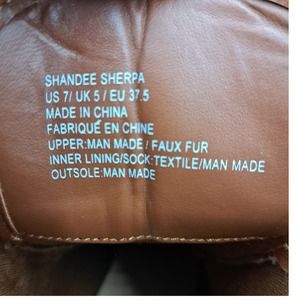 SHANDEE SHERPA
US 7/ UK 5 / EU 37.5
MADE IN CHINA
FABRIQUÉ EN CHINE
UPPER:MAN MADE / FAUX FUR
INNER LINING/SOCK:TEXTILE/MAN MADE
OUTSOLE:MAN MADE